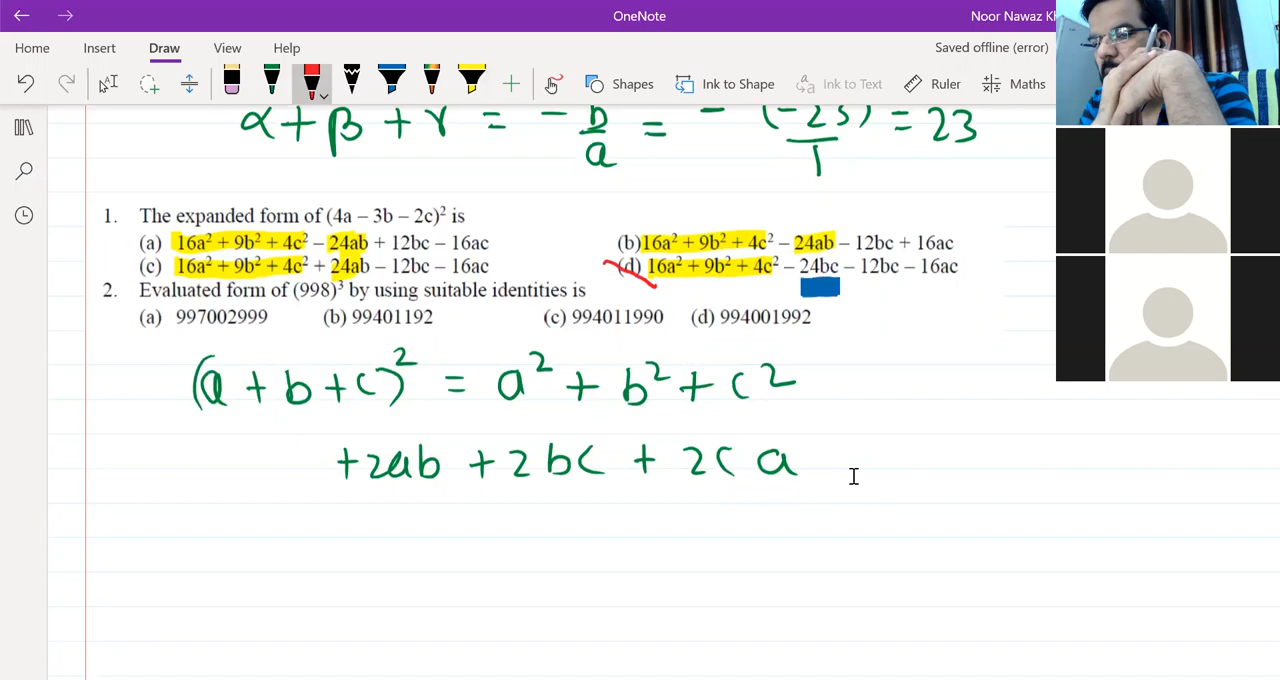 OneNote
Noor Nawaz Kh
Home Insert Draw View Help
Saved offline (error)
Shapes Ink to Shape Ink to Text Ruler Maths
α + β + γ = - b/a = - (-23)/1 = 23
1. The expanded form of (4a – 3b – 2c)² is
(a) 16a² + 9b² + 4c² – 24ab + 12bc – 16ac (b) 16a² + 9b² + 4c² – 24ab – 12bc + 16ac
(c) 16a² + 9b² + 4c² + 24ab – 12bc – 16ac (d) 16a² + 9b² + 4c² – 24bc – 12bc – 16ac
2. Evaluated form of (998)³ by using suitable identities is
(a) 997002999 (b) 99401192 (c) 994011990 (d) 994001992
(a + b + c)² = a² + b² + c²
+ 2ab + 2bc + 2ca